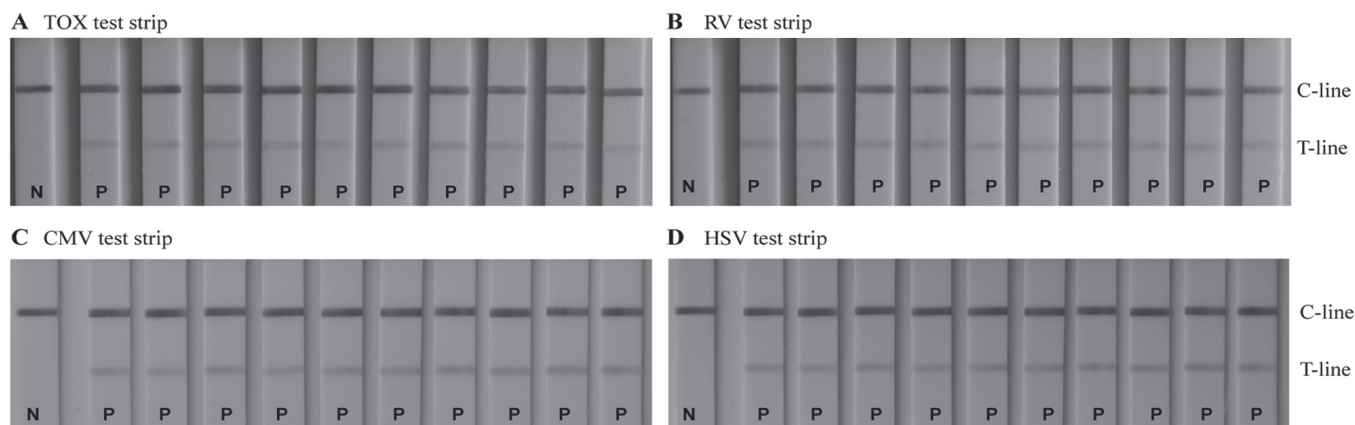 A TOX test strip
B RV test strip
C-line
T-line
N P P P P P P P P P P
N P P P P P P P P P P
C CMV test strip
D HSV test strip
C-line
T-line
N P P P P P P P P P P
N P P P P P P P P P P